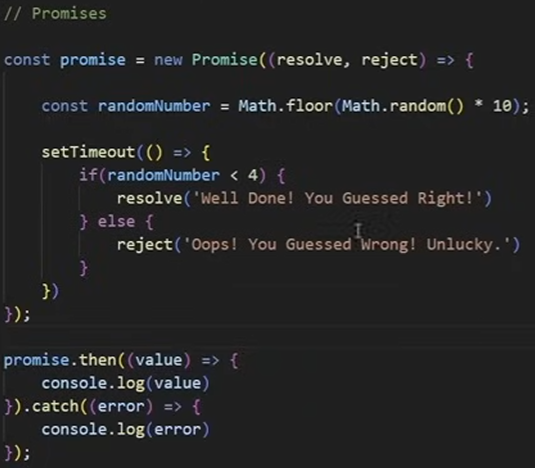 // Promises
const promise = new Promise((resolve, reject) => {
const randomNumber = Math.floor(Math.random() * 10);
setTimeout(() => {
if(randomNumber < 4) {
resolve('Well Done! You Guessed Right!')
} else {
reject('Oops! You Guessed Wrong! Unlucky.')
}
})
});
promise.then((value) => {
console.log(value)
}).catch((error) => {
console.log(error)
});